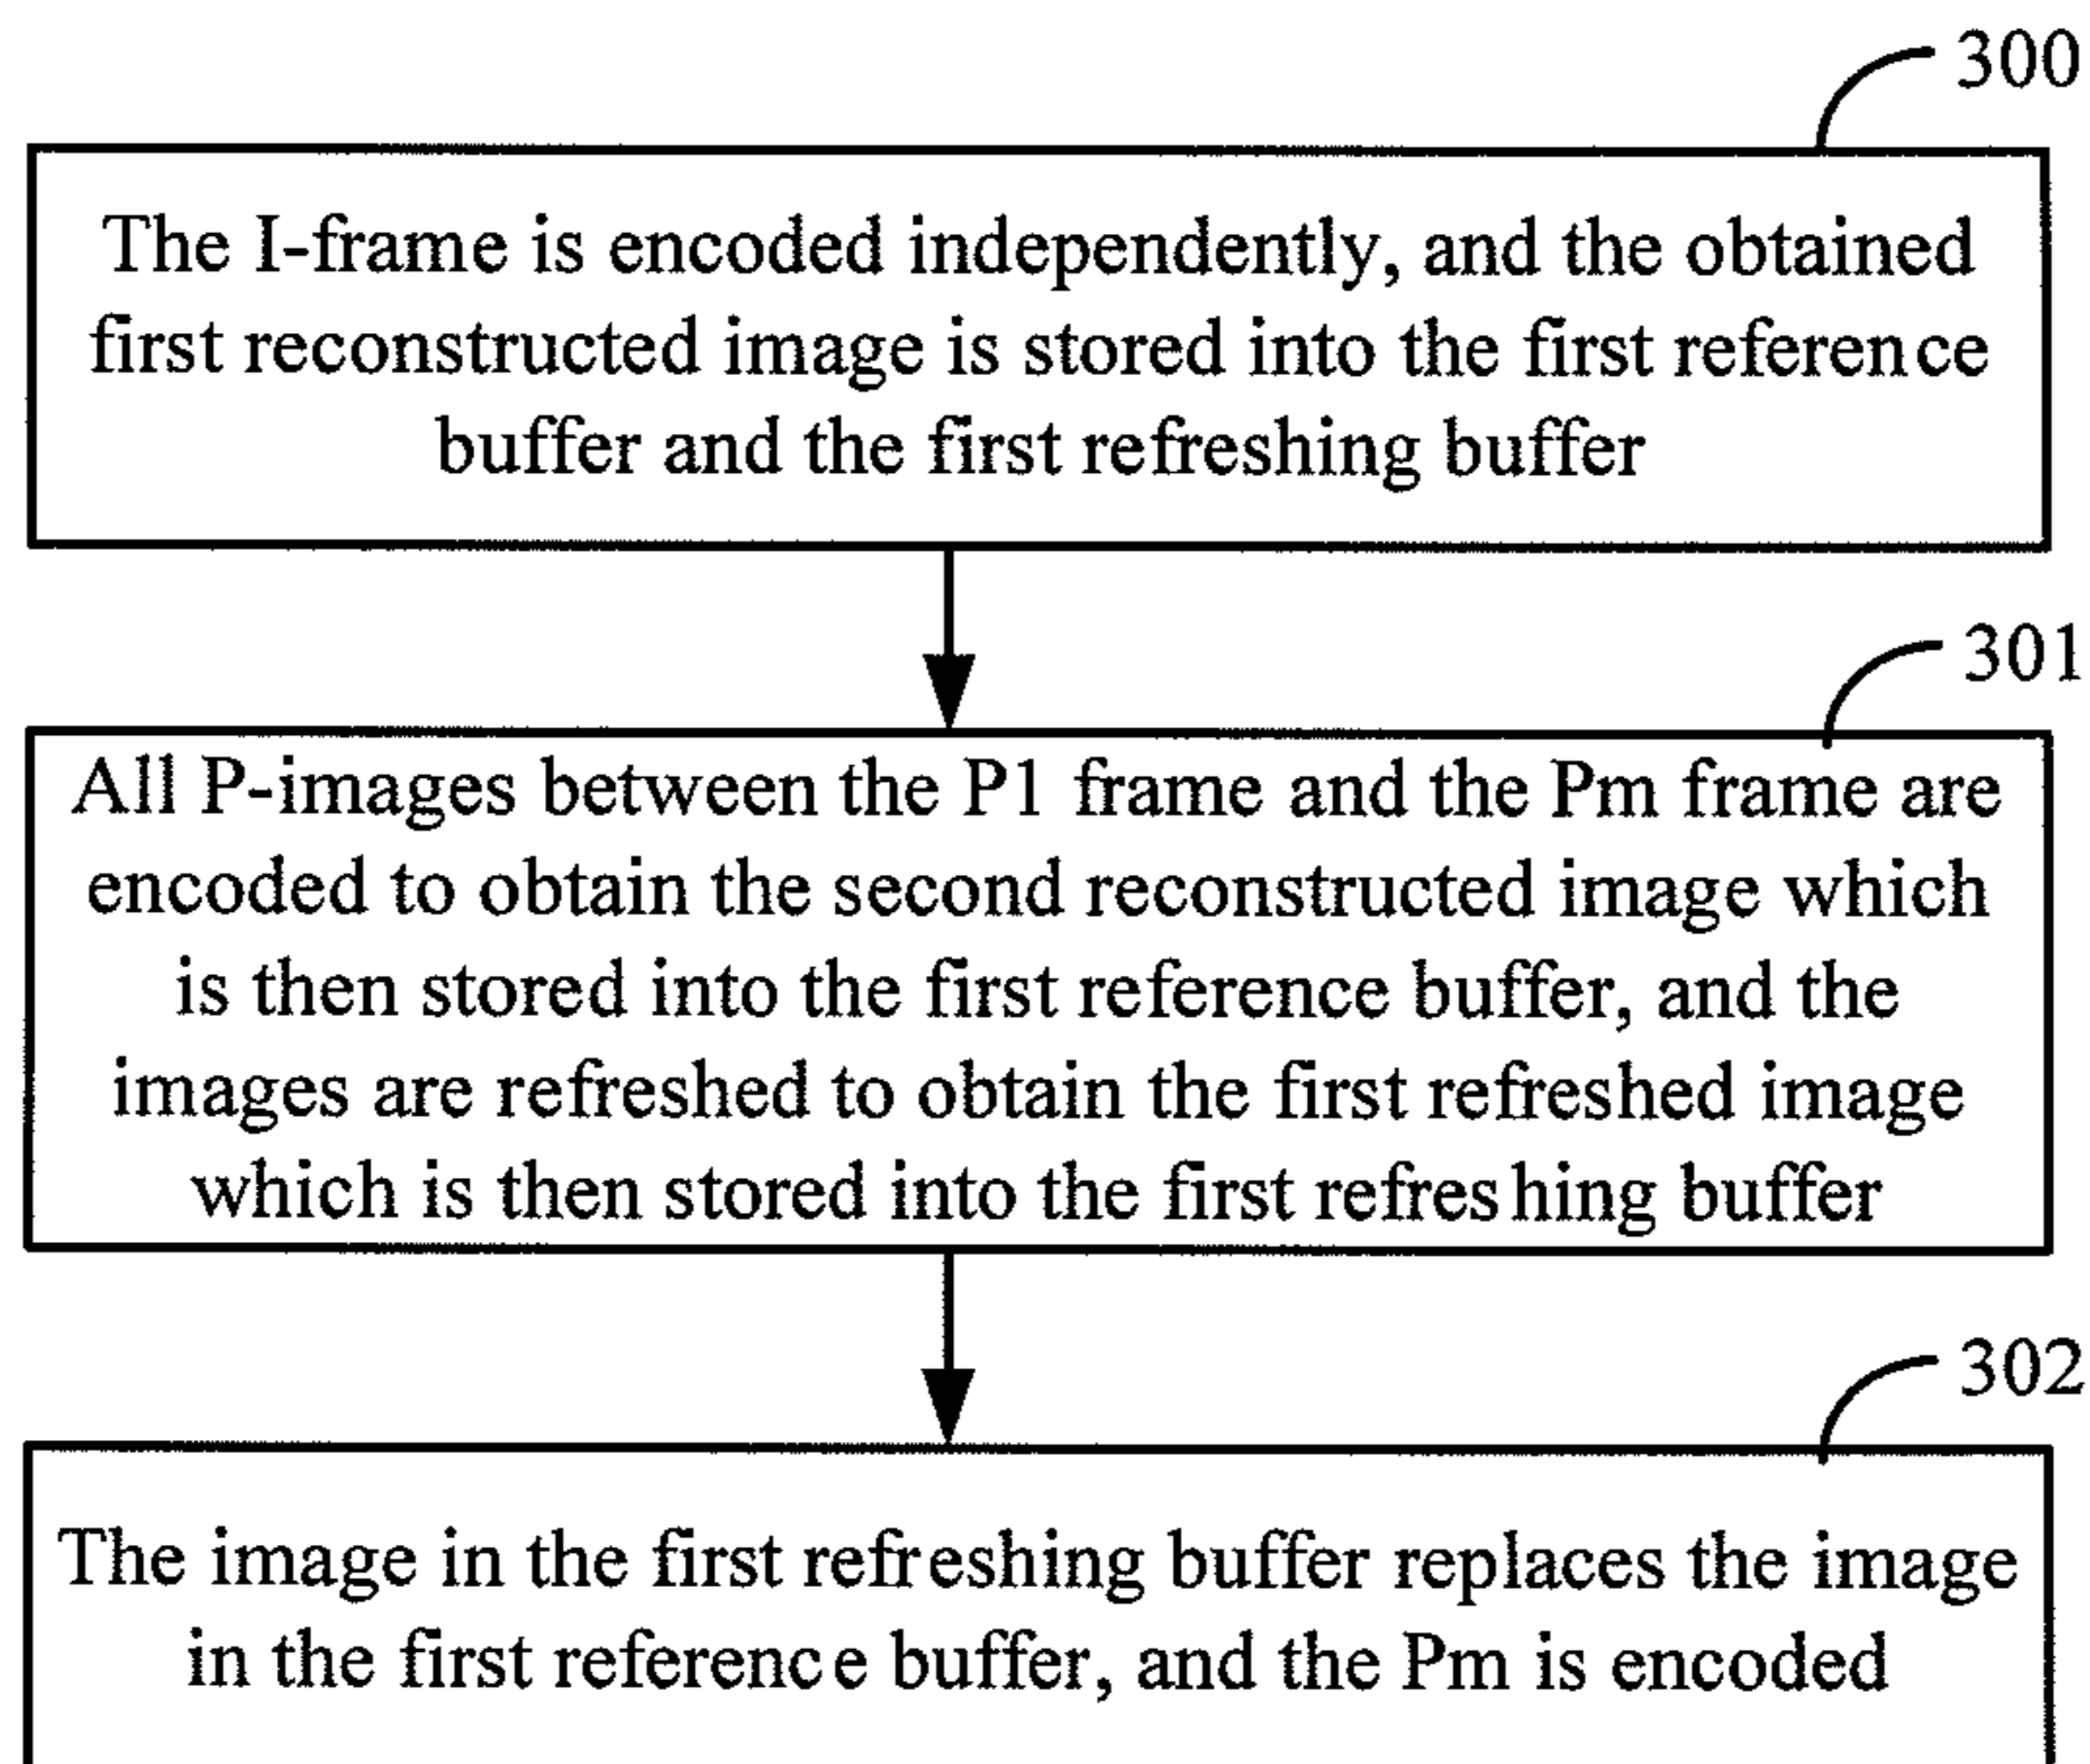 300
The I-frame is encoded independently, and the obtained
first reconstructed image is stored into the first reference
buffer and the first refreshing buffer
301
All P-images between the P1 frame and the Pm frame are
encoded to obtain the second reconstructed image which
is then stored into the first reference buffer, and the
images are refreshed to obtain the first refreshed image
which is then stored into the first refreshing buffer
302
The image in the first refreshing buffer replaces the image
in the first reference buffer, and the Pm is encoded